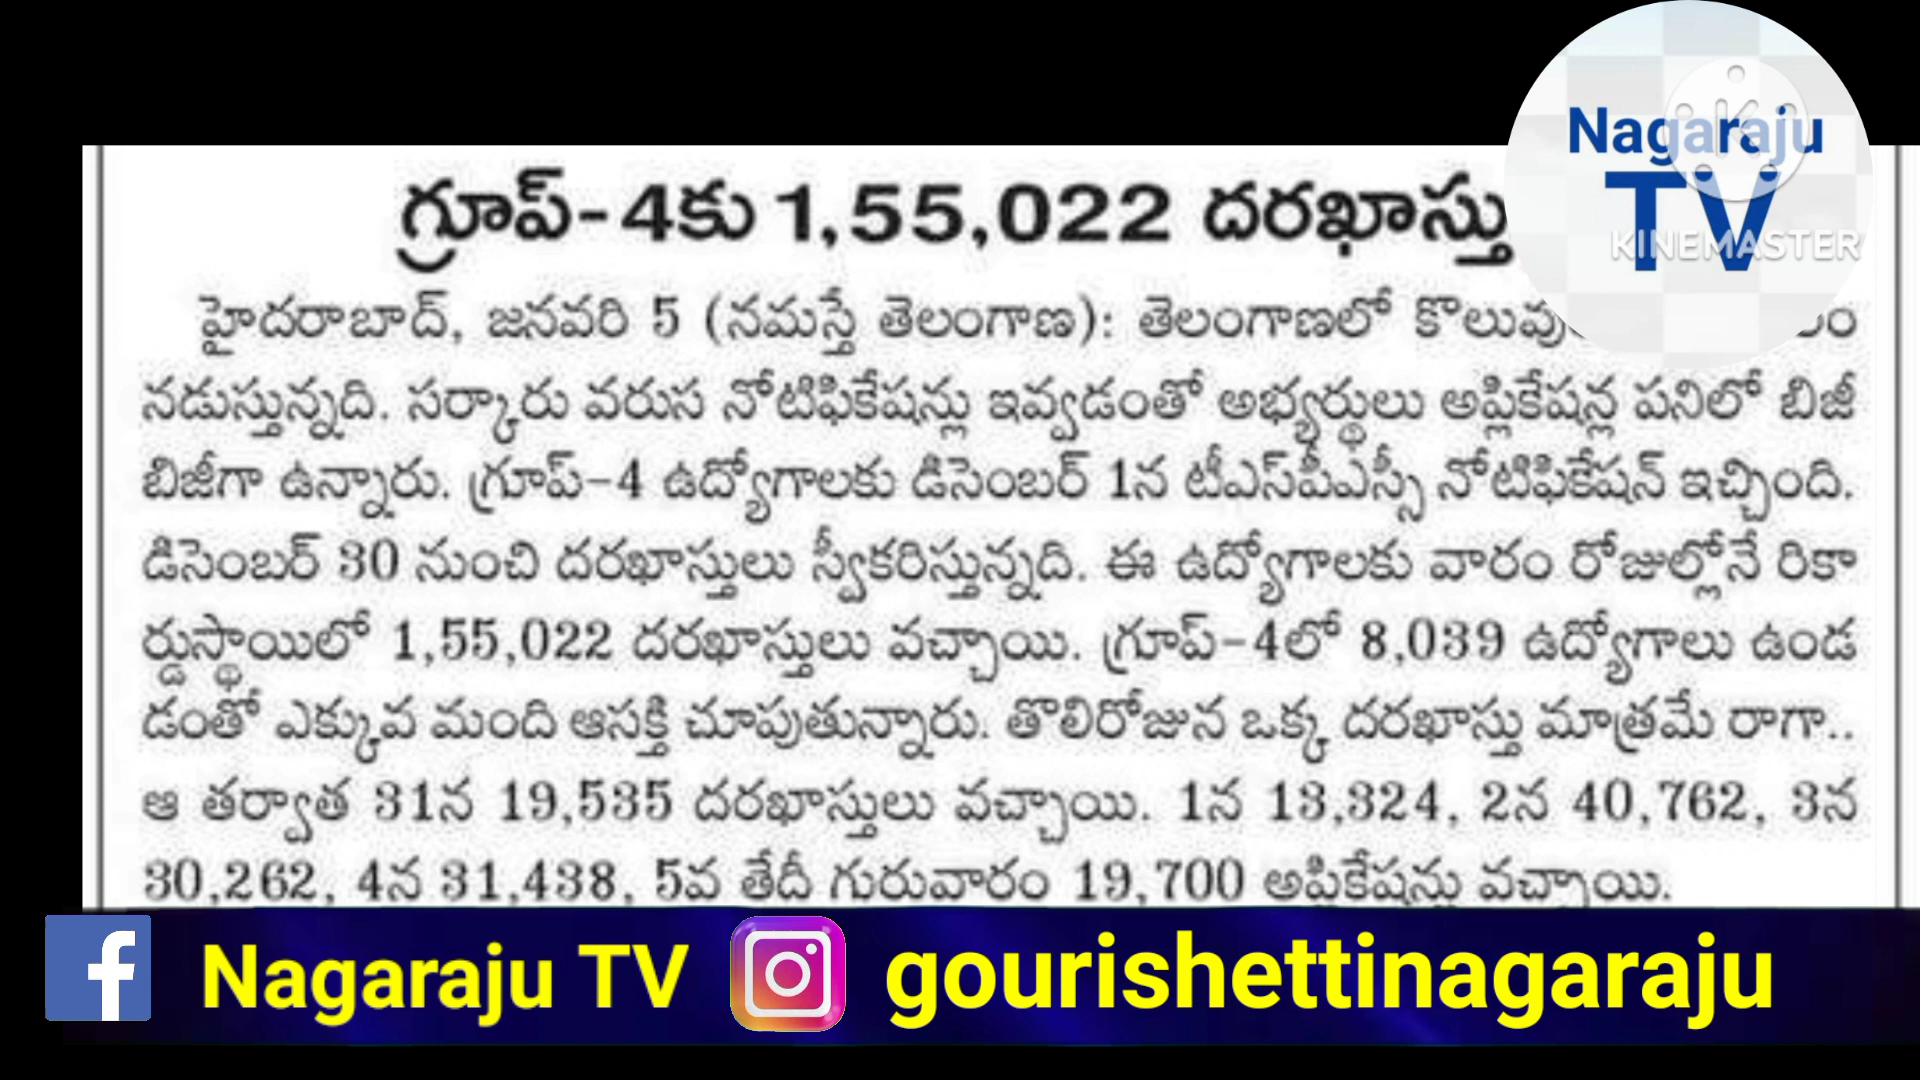 Nagaraju
TV
KINEMASTER
గ్రూప్-4కు 1,55,022 దరఖాస్తు
హైదరాబాద్, జనవరి 5 (నమస్తే తెలంగాణ): తెలంగాణలో
నడుస్తున్నది. సర్కారు వరుస నోటిఫికేషన్లు ఇవ్వడంతో అభ్యర్థులు అప్లికేషన్ల పనిలో బిజీ
బిజీగా ఉన్నారు. గ్రూప్-4 ఉద్యోగాలకు డిసెంబర్ 1న టీఎస్‌పీఎస్సీ నోటిఫికేషన్ ఇచ్చింది.
డిసెంబర్ 30 నుంచి దరఖాస్తులు స్వీకరిస్తున్నది. ఈ ఉద్యోగాలకు వారం రోజుల్లోనే రికా
ర్డుస్థాయిలో 1,55,022 దరఖాస్తులు వచ్చాయి. గ్రూప్-4లో 8,039 ఉద్యోగాలు ఉండ
డంతో ఎక్కువ మంది ఆసక్తి చూపుతున్నారు. తొలిరోజున ఒక్క దరఖాస్తు మాత్రమే రాగా..
ఆ తర్వాత 31న 19,535 దరఖాస్తులు వచ్చాయి. 1న 13,324, 2న 40,762, 3న
30,262, 4న 31,438, 5వ తేదీ గురువారం 19,700 అప్లికేషన్లు వచ్చాయి.
Nagaraju TV gourishettinagaraju